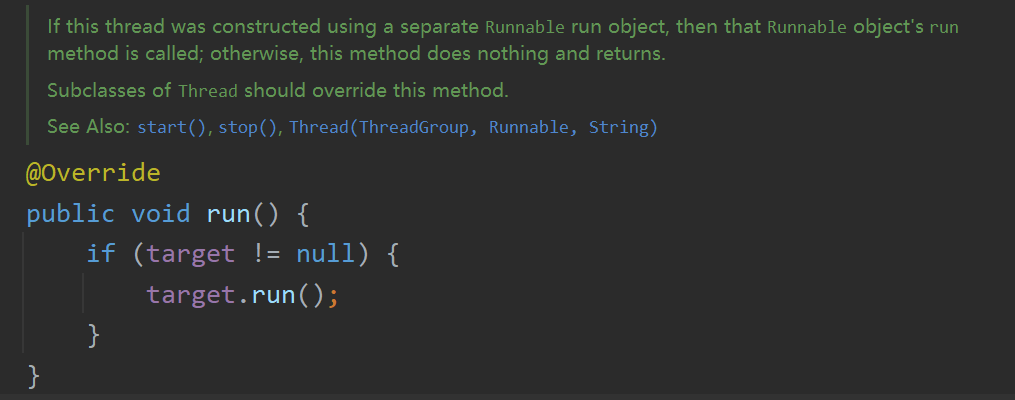 If this thread was constructed using a separate Runnable run object, then that Runnable object's run
method is called; otherwise, this method does nothing and returns.
Subclasses of Thread should override this method.
See Also: start(), stop(), Thread(ThreadGroup, Runnable, String)
@Override
public void run() {
    if (target != null) {
        target.run();
    }
}